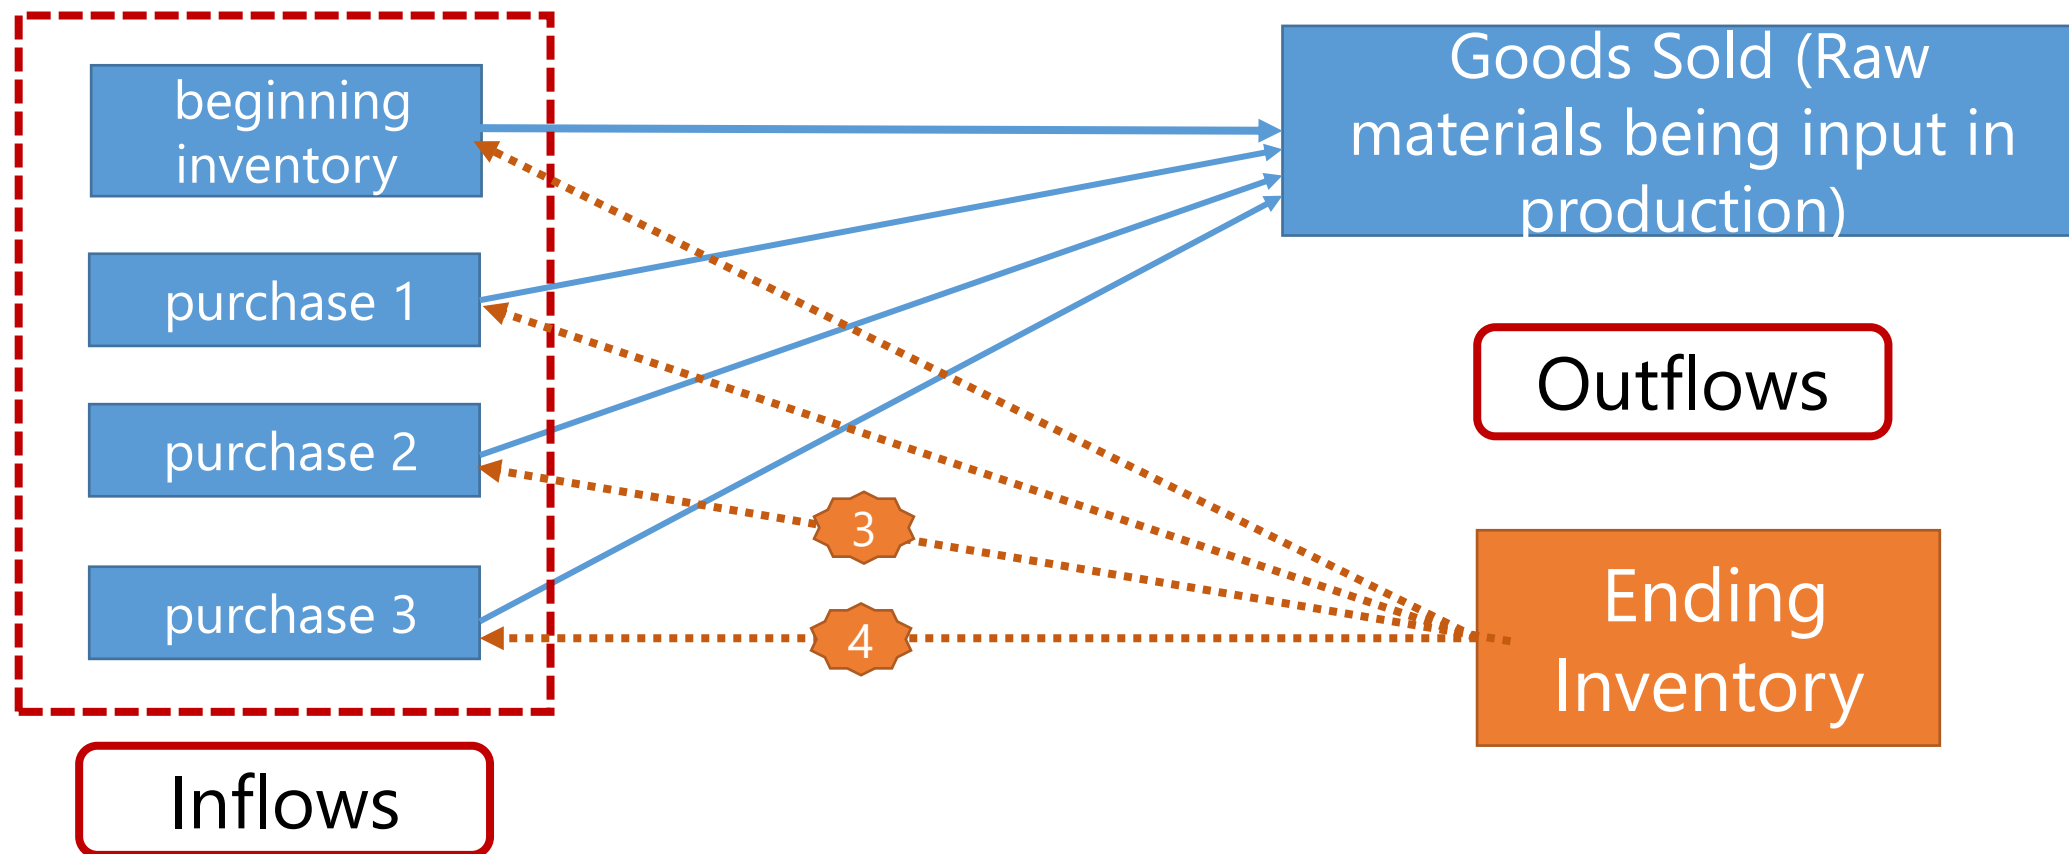 beginning
inventory
purchase 1
purchase 2
purchase 3
Inflows
3
4
Goods Sold (Raw
materials being input in
production)
Outflows
Ending
Inventory